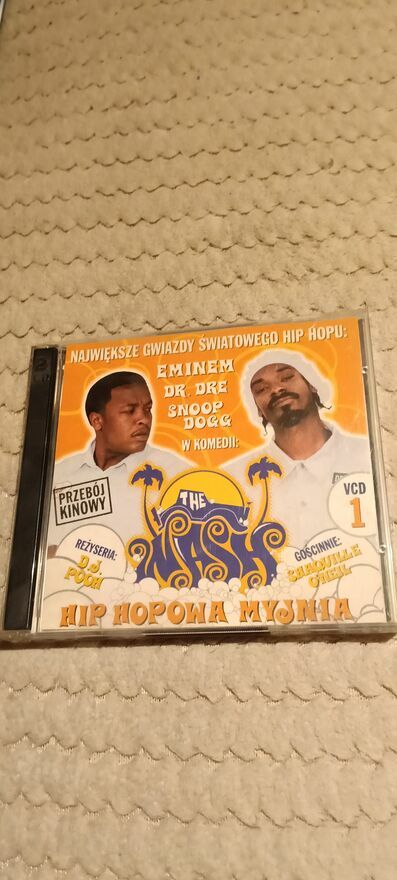 NAJWIĘKSZE GWIAZDY ŚWIATOWEGO HIP HOPU:
EMINEM
DR. DRE
SNOOP
DOGG
W KOMEDII:
PRZEBÓJ
KINOWY
THE
WASH
VCD
1
REŻYSERIA:
D.J.
POOH
GOŚCINNIE:
SHAQUILLE
O'NEIL
HIP HOPOWA MYJNIA